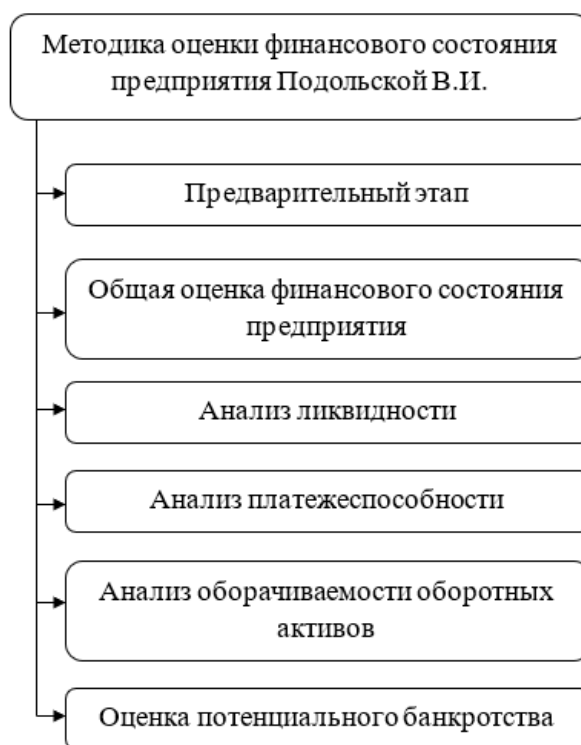 Методика оценки финансового состояния
предприятия Подольской В.И.
Предварительный этап
Общая оценка финансового состояния
предприятия
Анализ ликвидности
Анализ платежеспособности
Анализ оборачиваемости оборотных
активов
Оценка потенциального банкротства